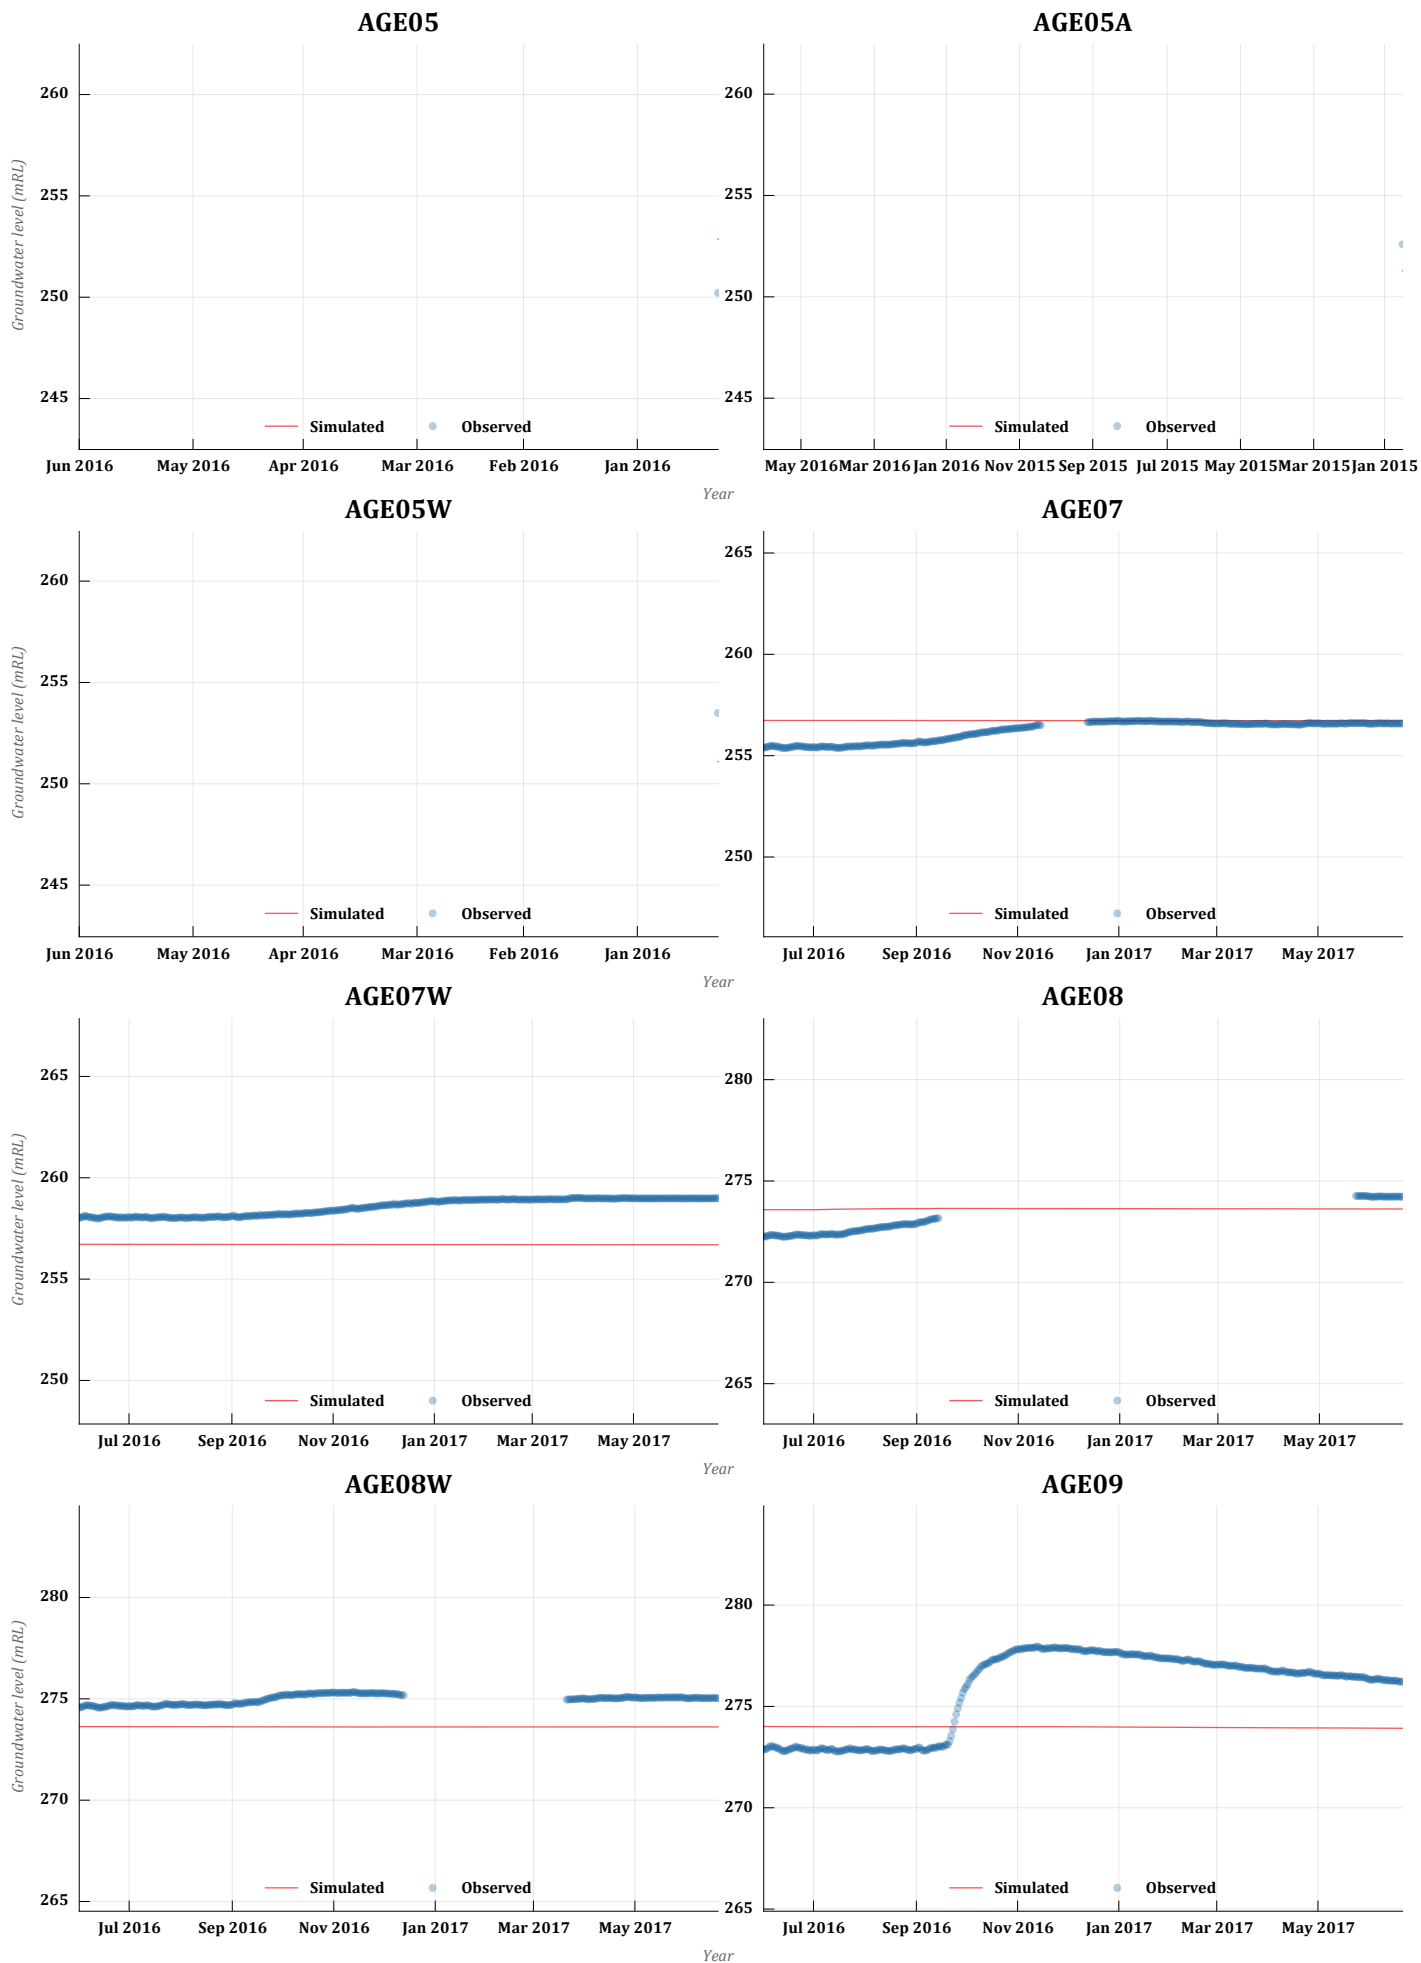 AGE05 AGE05A
Groundwater level (mRL)
260 260
255 255
250 250
245 245
Simulated Observed Simulated Observed
Jun 2016 May 2016 Apr 2016 Mar 2016 Feb 2016 Jan 2016 May 2016 Mar 2016 Jan 2016 Nov 2015 Sep 2015 Jul 2015 May 2015 Mar 2015 Jan 2015
Year
AGE05W AGE07
Groundwater level (mRL)
265
260 260
255 255
250 250
245
Simulated Observed Simulated Observed
Jun 2016 May 2016 Apr 2016 Mar 2016 Feb 2016 Jan 2016 Jul 2016 Sep 2016 Nov 2016 Jan 2017 Mar 2017 May 2017
Year
AGE07W AGE08
Groundwater level (mRL)
265 280
260 275
255 270
250 265
Simulated Observed Simulated Observed
Jul 2016 Sep 2016 Nov 2016 Jan 2017 Mar 2017 May 2017 Jul 2016 Sep 2016 Nov 2016 Jan 2017 Mar 2017 May 2017
Year
AGE08W AGE09
Groundwater level (mRL)
280 280
275 275
270 270
Simulated Observed Simulated Observed
265 265
Jul 2016 Sep 2016 Nov 2016 Jan 2017 Mar 2017 May 2017 Jul 2016 Sep 2016 Nov 2016 Jan 2017 Mar 2017 May 2017
Year